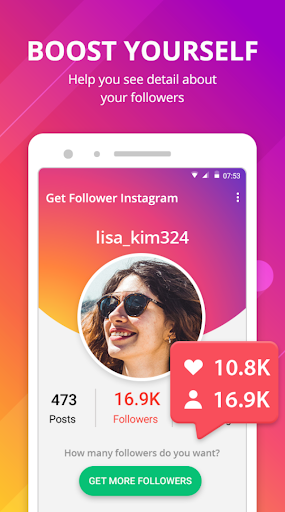 BOOST YOURSELF
Help you see detail about
your followers
07:53
Get Follower Instagram
lisa_kim324
10.8K
16.9K
473
16.9K
Posts
Followers
How many followers do you want?
GET MORE FOLLOWERS